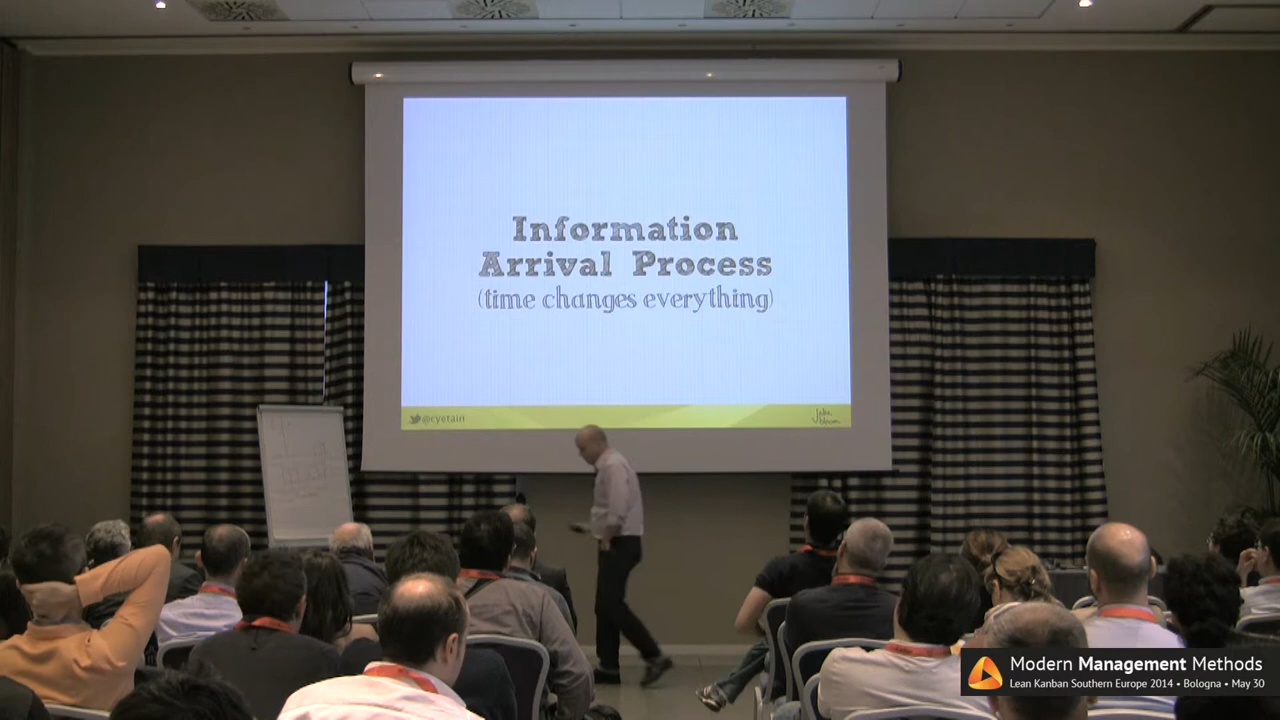 Information
Arrival Process
(time changes everything)
@cyetain
Modern Management Methods
Lean Kanban Southern Europe 2014 • Bologna • May 30